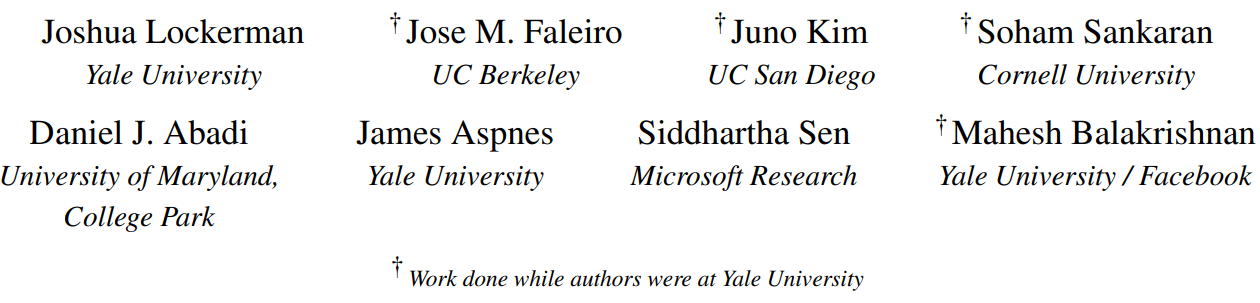 Joshua Lockerman †Jose M. Faleiro †Juno Kim †Soham Sankaran
Yale University UC Berkeley UC San Diego Cornell University
Daniel J. Abadi James Aspnes Siddhartha Sen †Mahesh Balakrishnan
University of Maryland, Yale University Microsoft Research Yale University / Facebook
College Park
† Work done while authors were at Yale University